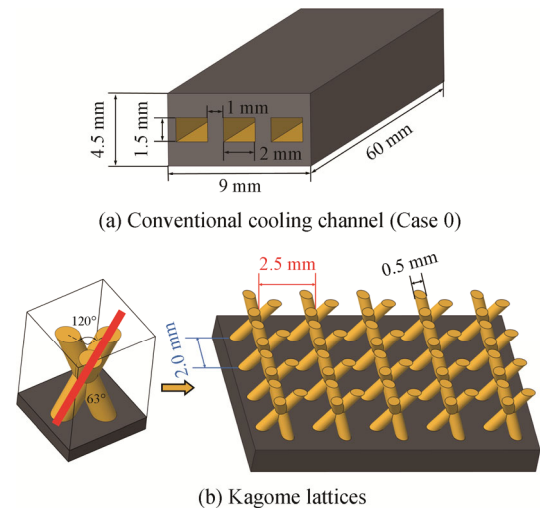 1 mm
4.5 mm
1.5 mm
2 mm
60 mm
9 mm
(a) Conventional cooling channel (Case 0)
2.5 mm
0.5 mm
120°
2.0 mm
63°
(b) Kagome lattices